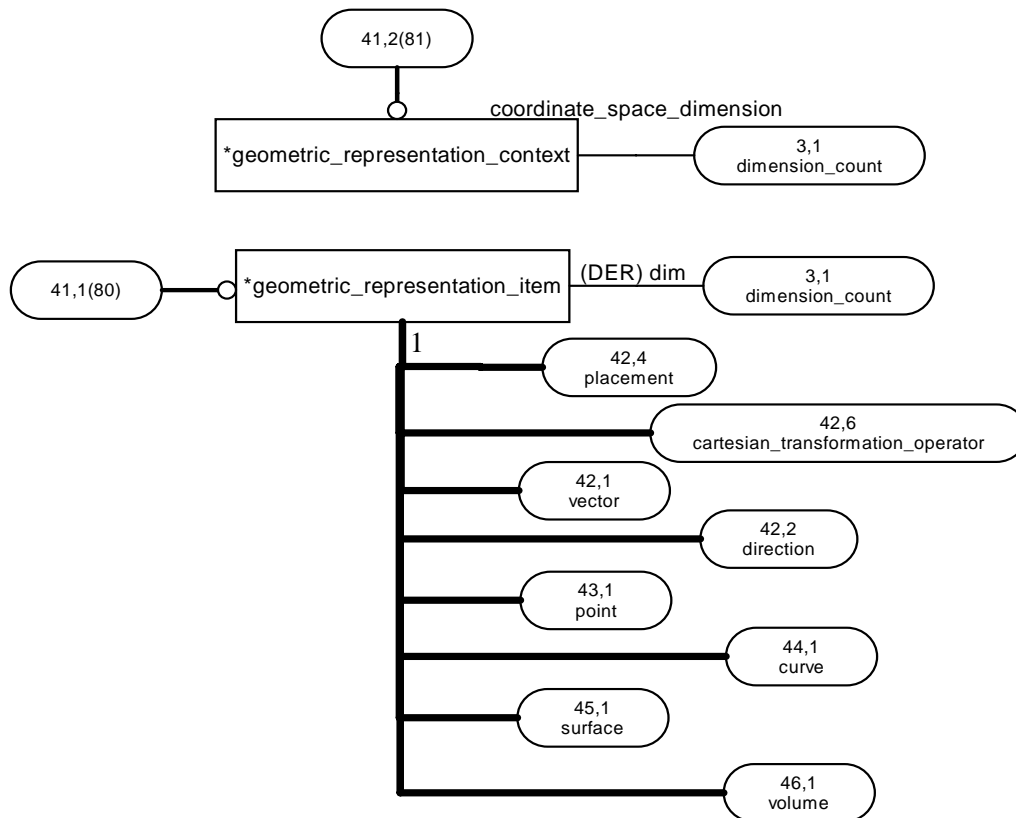 41,2(81)
coordinate_space_dimension
*geometric_representation_context
3,1
dimension_count
41,1(80)
*geometric_representation_item
(DER) dim
3,1
dimension_count
1
42,4
placement
42,6
cartesian_transformation_operator
42,1
vector
42,2
direction
43,1
point
44,1
curve
45,1
surface
46,1
volume